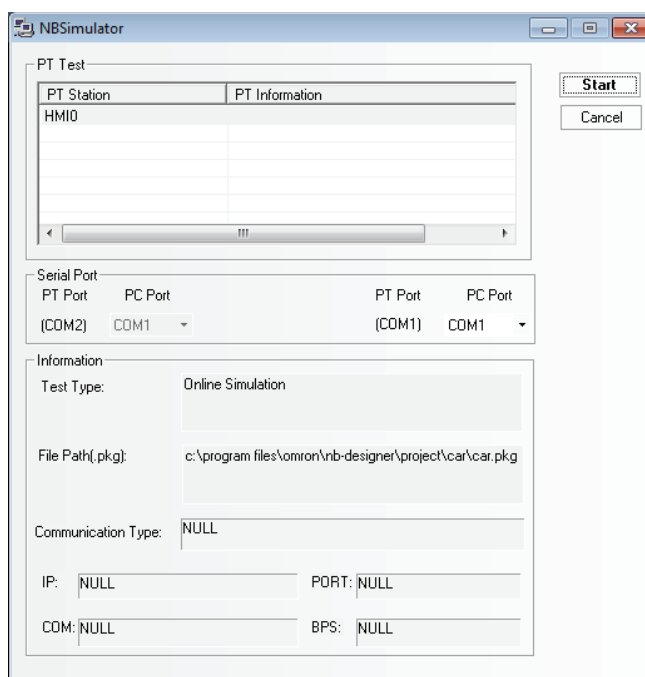 NBSimulator
PT Test
PT Station PT Information
HMI0
Start
Cancel
Serial Port
PT Port PC Port PT Port PC Port
(COM2) COM1 (COM1) COM1
Information
Test Type: Online Simulation
File Path(.pkg): c:\program files\omron\nb-designer\project\car\car.pkg
Communication Type: NULL
IP: NULL PORT: NULL
COM: NULL BPS: NULL